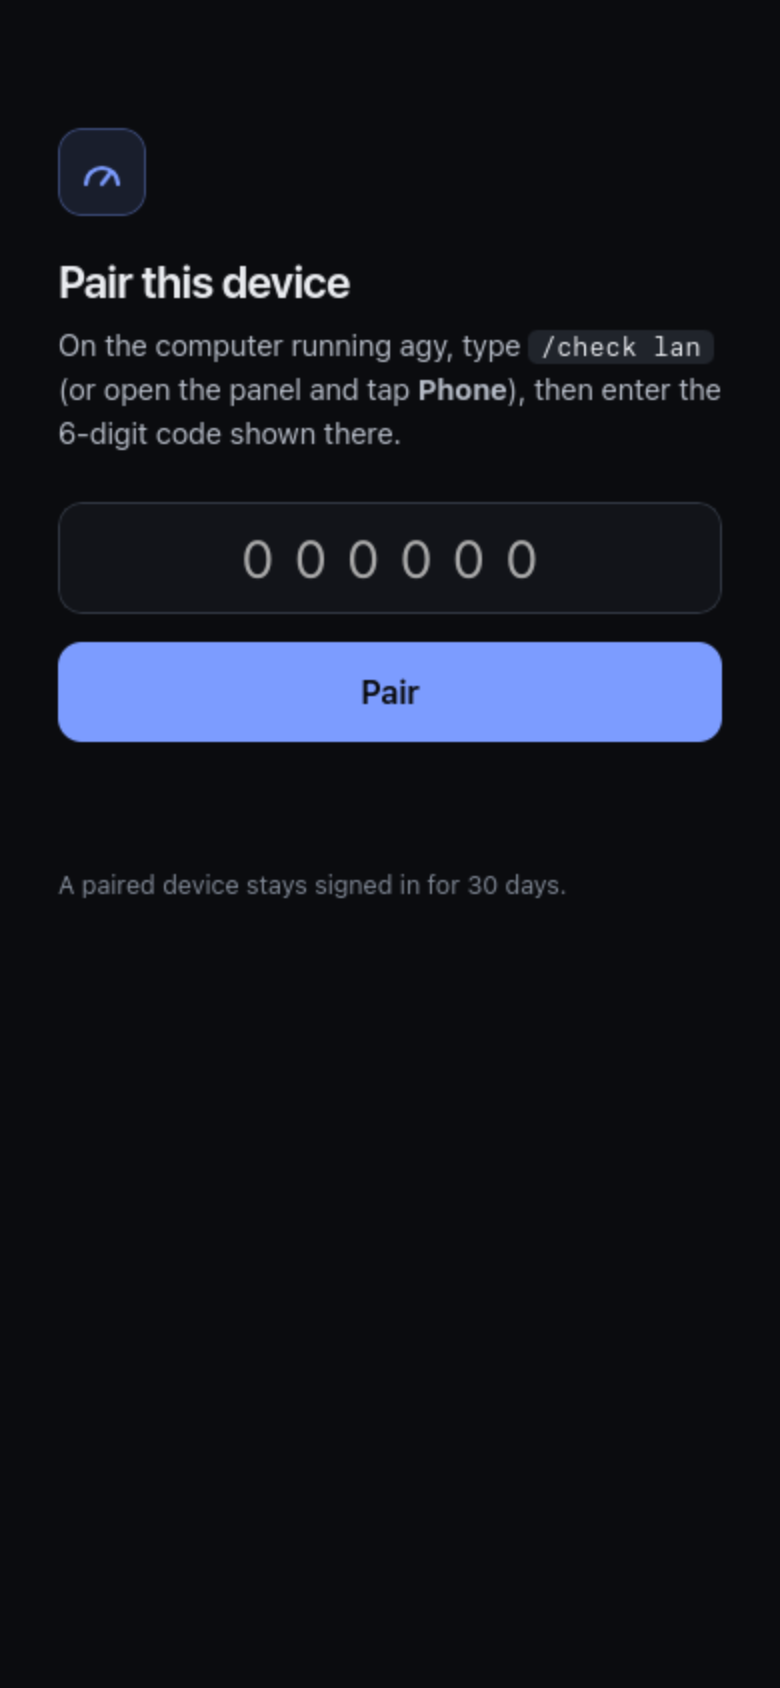 Pair this device
On the computer running agy, type /check lan
(or open the panel and tap Phone), then enter the
6-digit code shown there.
0 0 0 0 0 0
Pair
A paired device stays signed in for 30 days.